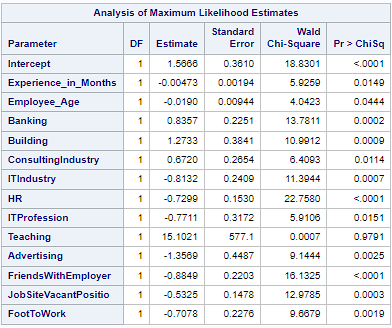 Analysis of Maximum Likelihood Estimates
Parameter DF Estimate Standard Error Wald Chi-Square Pr > ChiSq
Intercept 1 1.5666 0.3610 18.8301 <.0001
Experience_in_Months 1 -0.00473 0.00194 5.9259 0.0149
Employee_Age 1 -0.0190 0.00944 4.0423 0.0444
Banking 1 0.8357 0.2251 13.7811 0.0002
Building 1 1.2733 0.3841 10.9912 0.0009
ConsultingIndustry 1 0.6720 0.2654 6.4093 0.0114
ITIndustry 1 -0.8132 0.2409 11.3944 0.0007
HR 1 -0.7299 0.1530 22.7580 <.0001
ITProfession 1 -0.7711 0.3172 5.9106 0.0151
Teaching 1 15.1021 577.1 0.0007 0.9791
Advertising 1 -1.3569 0.4487 9.1444 0.0025
FriendsWithEmployer 1 -0.8849 0.2203 16.1325 <.0001
JobSiteVacantPositio 1 -0.5325 0.1478 12.9785 0.0003
FootToWork 1 -0.7078 0.2276 9.6679 0.0019